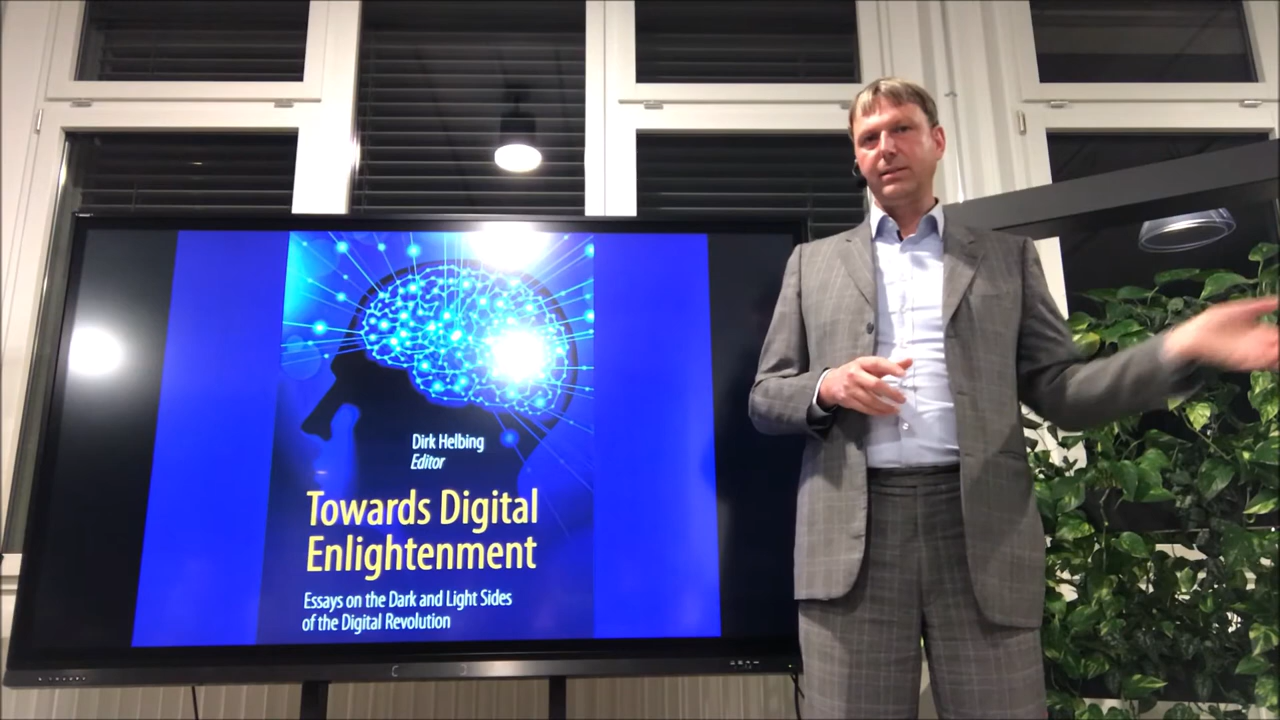 Dirk Helbing
Editor
Towards Digital
Enlightenment
Essays on the Dark and Light Sides
of the Digital Revolution